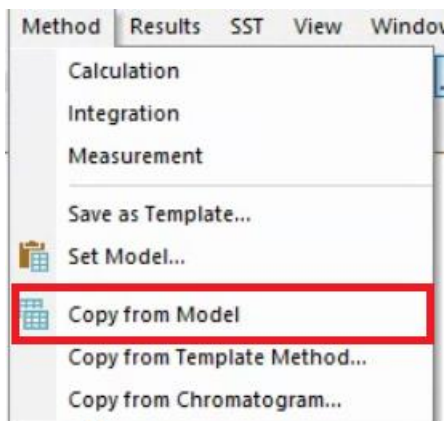 Method Results SST View Window
Calculation
Integration
Measurement
Save as Template...
Set Model...
Copy from Model
Copy from Template Method...
Copy from Chromatogram...